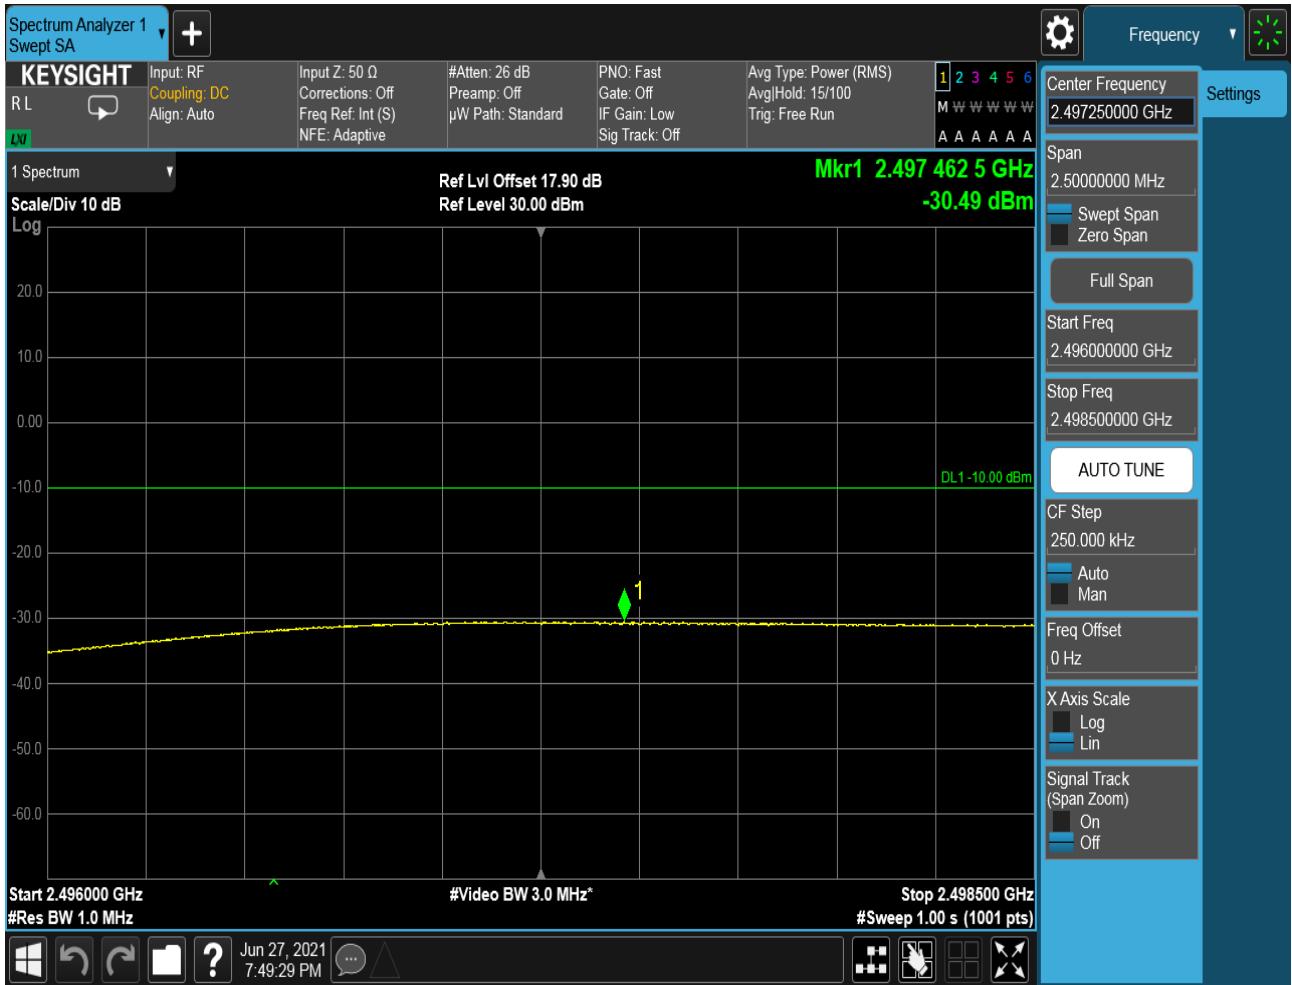 Spectrum Analyzer 1
Swept SA
Frequency
KEYSIGHT
R L
LXI
Input: RF
Coupling: DC
Align: Auto
Input Z: 50 Ω
Corrections: Off
Freq Ref: Int (S)
NFE: Adaptive
#Atten: 26 dB
Preamp: Off
µW Path: Standard
PNO: Fast
Gate: Off
IF Gain: Low
Sig Track: Off
Avg Type: Power (RMS)
Avg|Hold: 15/100
Trig: Free Run
1 2 3 4 5 6
M W W W W W
A A A A A A
1 Spectrum
Scale/Div 10 dB
Log
Ref Lvl Offset 17.90 dB
Ref Level 30.00 dBm
Mkr1 2.497 462 5 GHz
-30.49 dBm
20.0
10.0
0.00
-10.0
-20.0
-30.0
-40.0
-50.0
-60.0
DL1 -10.00 dBm
1
Start 2.496000 GHz
#Res BW 1.0 MHz
#Video BW 3.0 MHz*
Stop 2.498500 GHz
#Sweep 1.00 s (1001 pts)
Jun 27, 2021
7:49:29 PM
Center Frequency
2.497250000 GHz
Settings
Span
2.50000000 MHz
Swept Span
Zero Span
Full Span
Start Freq
2.496000000 GHz
Stop Freq
2.498500000 GHz
AUTO TUNE
CF Step
250.000 kHz
Auto
Man
Freq Offset
0 Hz
X Axis Scale
Log
Lin
Signal Track
(Span Zoom)
On
Off